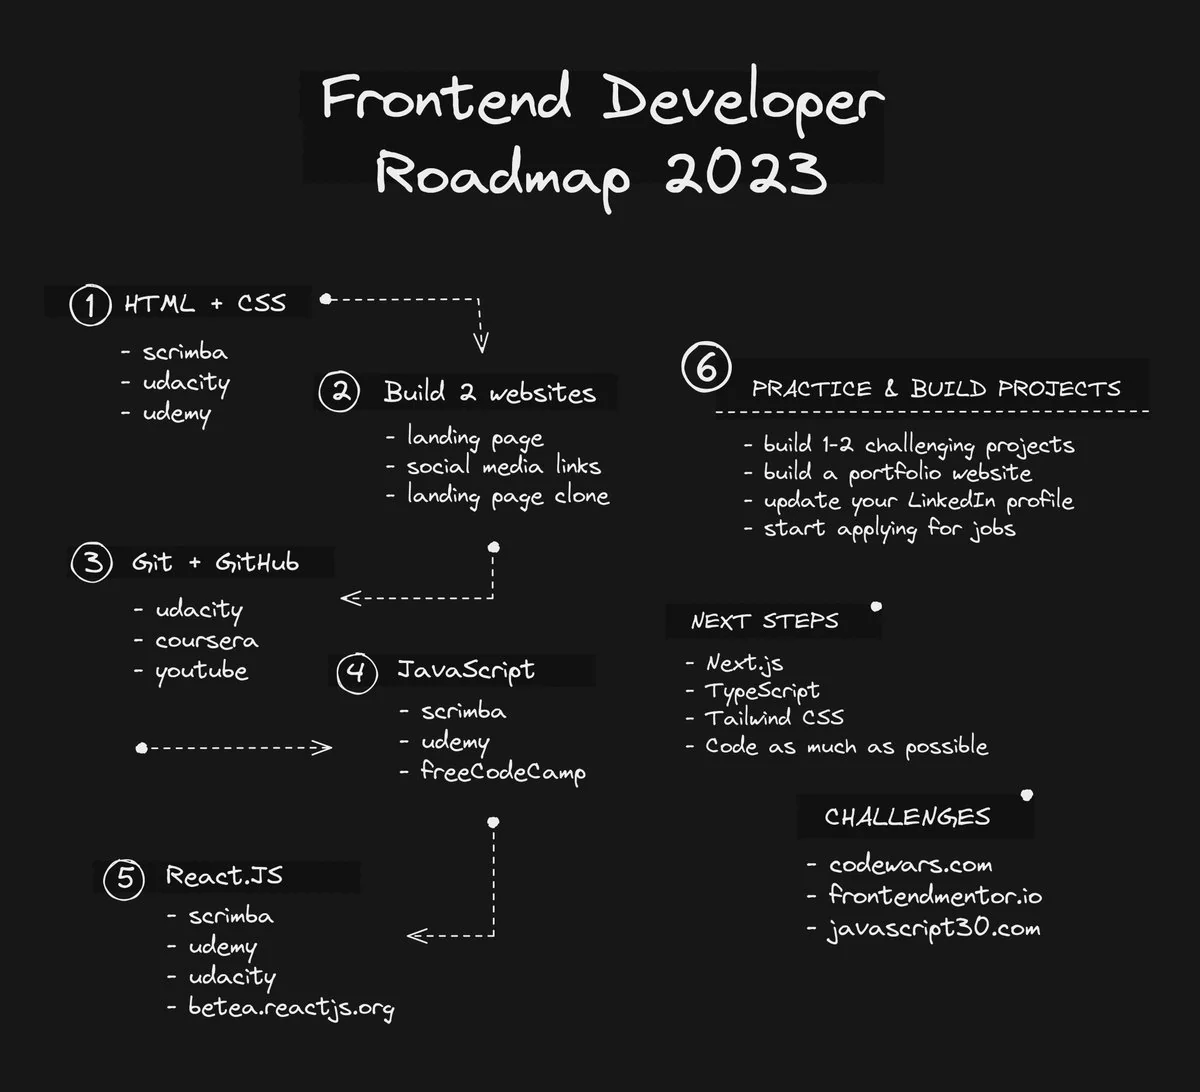 Frontend Developer
Roadmap 2023
1 HTML + CSS
- scrimba
- udacity
- udemy
2 Build 2 websites
- landing page
- social media links
- landing page clone
3 Git + GitHub
- udacity
- coursera
- youtube
4 JavaScript
- scrimba
- udemy
- freeCodeCamp
5 React.JS
- scrimba
- udemy
- udacity
- betea.reactjs.org
6 PRACTICE & BUILD PROJECTS
- build 1-2 challenging projects
- build a portfolio website
- update your LinkedIn profile
- start applying for jobs
NEXT STEPS
- Next.js
- TypeScript
- Tailwind CSS
- Code as much as possible
CHALLENGES
- codewars.com
- frontendmentor.io
- javascript30.com